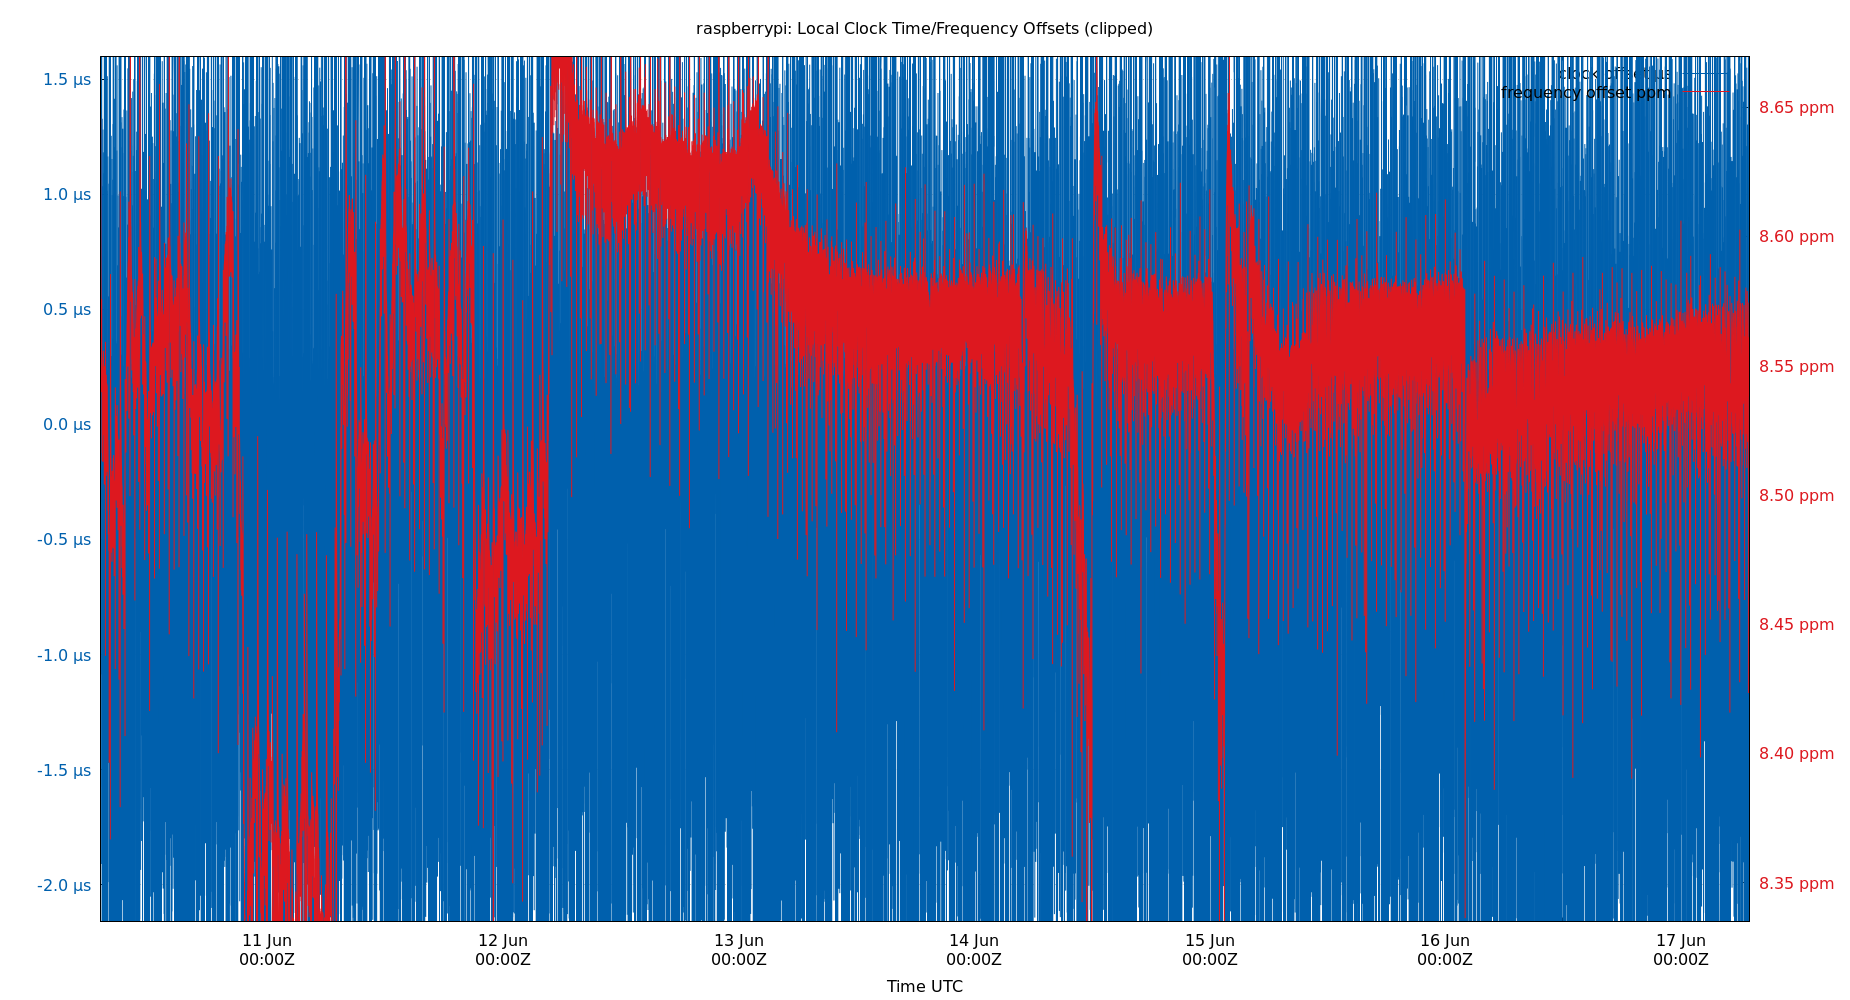 raspberrypi: Local Clock Time/Frequency Offsets (clipped)
1.5 µs
1.0 µs
0.5 µs
0.0 µs
-0.5 µs
-1.0 µs
-1.5 µs
-2.0 µs
clock offset µs
frequency offset ppm
8.65 ppm
8.60 ppm
8.55 ppm
8.50 ppm
8.45 ppm
8.40 ppm
8.35 ppm
11 Jun 12 Jun 13 Jun 14 Jun 15 Jun 16 Jun 17 Jun
00:00Z 00:00Z 00:00Z 00:00Z 00:00Z 00:00Z 00:00Z
Time UTC